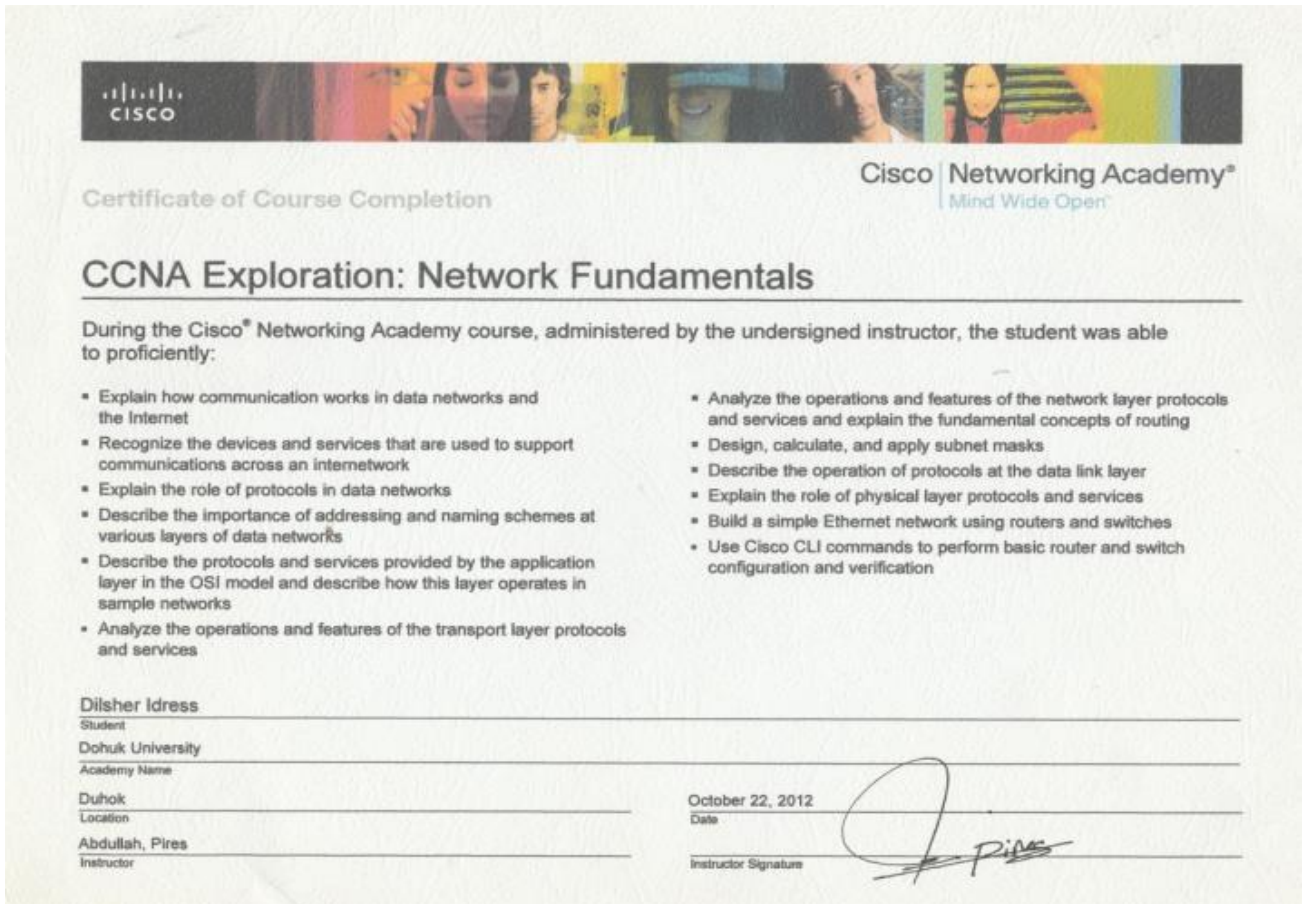 CISCO
Cisco Networking Academy®
Mind Wide Open™
Certificate of Course Completion
CCNA Exploration: Network Fundamentals
During the Cisco® Networking Academy course, administered by the undersigned instructor, the student was able
to proficiently:
▪ Explain how communication works in data networks and
the Internet
▪ Recognize the devices and services that are used to support
communications across an internetwork
▪ Explain the role of protocols in data networks
▪ Describe the importance of addressing and naming schemes at
various layers of data networks
▪ Describe the protocols and services provided by the application
layer in the OSI model and describe how this layer operates in
sample networks
▪ Analyze the operations and features of the transport layer protocols
and services
▪ Analyze the operations and features of the network layer protocols
and services and explain the fundamental concepts of routing
▪ Design, calculate, and apply subnet masks
▪ Describe the operation of protocols at the data link layer
▪ Explain the role of physical layer protocols and services
▪ Build a simple Ethernet network using routers and switches
▪ Use Cisco CLI commands to perform basic router and switch
configuration and verification
Dilsher Idress
Student
Dohuk University
Academy Name
Duhok
Location
October 22, 2012
Date
Abdullah, Pires
Instructor
Instructor Signature
Pires